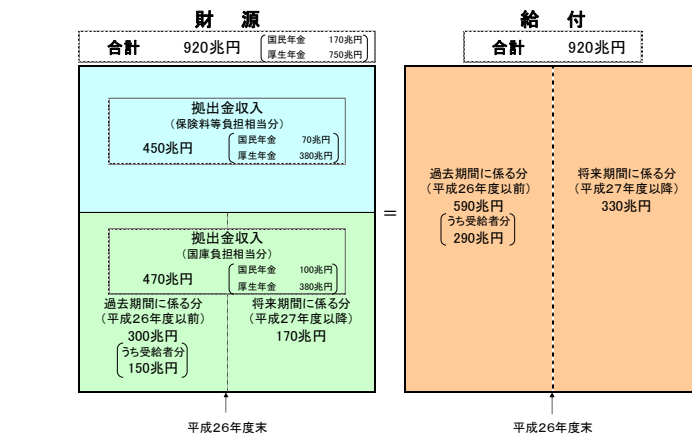 財 源
合計 920兆円 国民年金 170兆円
厚生年金 750兆円
拠出金収入
(保険料等負担相当分)
450兆円 国民年金 70兆円
厚生年金 380兆円
拠出金収入
(国庫負担相当分)
470兆円 国民年金 100兆円
厚生年金 380兆円
過去期間に係る分
(平成26年度以前)
300兆円
うち受給者分
150兆円
将来期間に係る分
(平成27年度以降)
170兆円
平成26年度末
=
給 付
合計 920兆円
過去期間に係る分
(平成26年度以前)
590兆円
うち受給者分
290兆円
将来期間に係る分
(平成27年度以降)
330兆円
平成26年度末